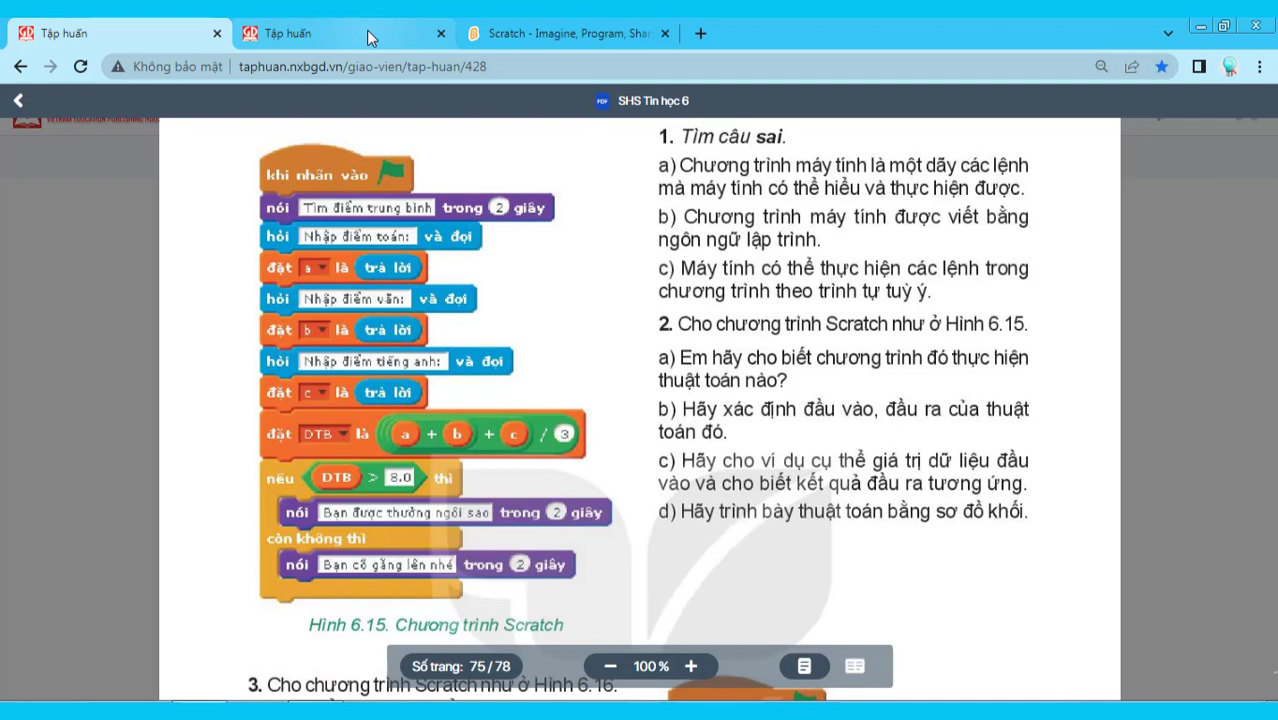 Tập huấn
Tập huấn
Scratch - Imagine, Program, Sha
Không bảo mật
taphuan.nxbgd.vn/giao-vien/tap-huan/428
PDF
SHS Tin học 6
khi nhấn vào
nói Tìm điểm trung bình trong 2 giây
hỏi Nhập điểm toán: và đợi
đặt a là trả lời
hỏi Nhập điểm văn: và đợi
đặt b là trả lời
hỏi Nhập điểm tiếng anh: và đợi
đặt c là trả lời
đặt DTB là a + b + c / 3
nếu DTB > 8.0 thì
nói Bạn được thưởng ngôi sao trong 2 giây
còn không thì
nói Bạn cố gắng lên nhé trong 2 giây
Hình 6.15. Chương trình Scratch
1. Tìm câu sai.
a) Chương trình máy tính là một dãy các lệnh
mà máy tính có thể hiểu và thực hiện được.
b) Chương trình máy tính được viết bằng
ngôn ngữ lập trình.
c) Máy tính có thể thực hiện các lệnh trong
chương trình theo trình tự tuỳ ý.
2. Cho chương trình Scratch như ở Hình 6.15.
a) Em hãy cho biết chương trình đó thực hiện
thuật toán nào?
b) Hãy xác định đầu vào, đầu ra của thuật
toán đó.
c) Hãy cho ví dụ cụ thể giá trị dữ liệu đầu
vào và cho biết kết quả đầu ra tương ứng.
d) Hãy trình bày thuật toán bằng sơ đồ khối.
Số trang: 75 / 78
100 %
3. Cho chương trình Scratch như ở Hình 6.16.